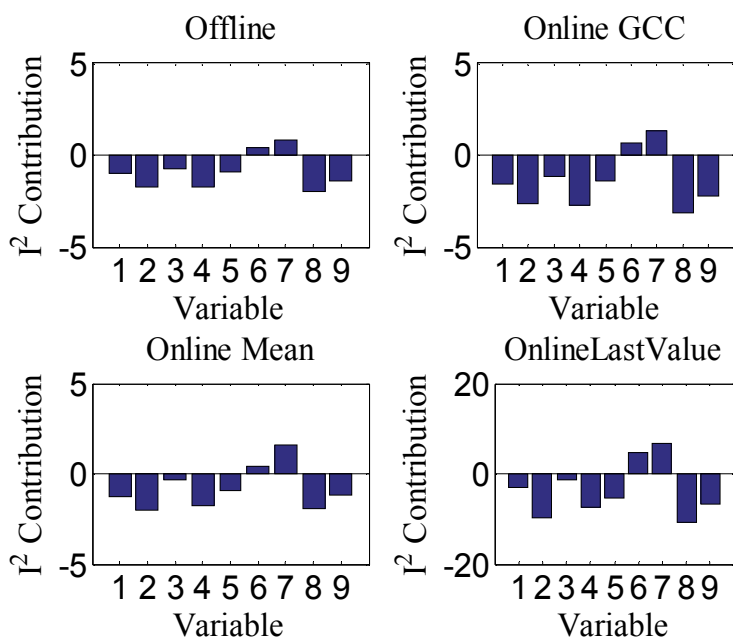 Offline
5
0
-5
I² Contribution
1 2 3 4 5 6 7 8 9
Variable
Online GCC
5
0
-5
I² Contribution
1 2 3 4 5 6 7 8 9
Variable
Online Mean
5
0
-5
I² Contribution
1 2 3 4 5 6 7 8 9
Variable
OnlineLastValue
20
0
-20
I² Contribution
1 2 3 4 5 6 7 8 9
Variable